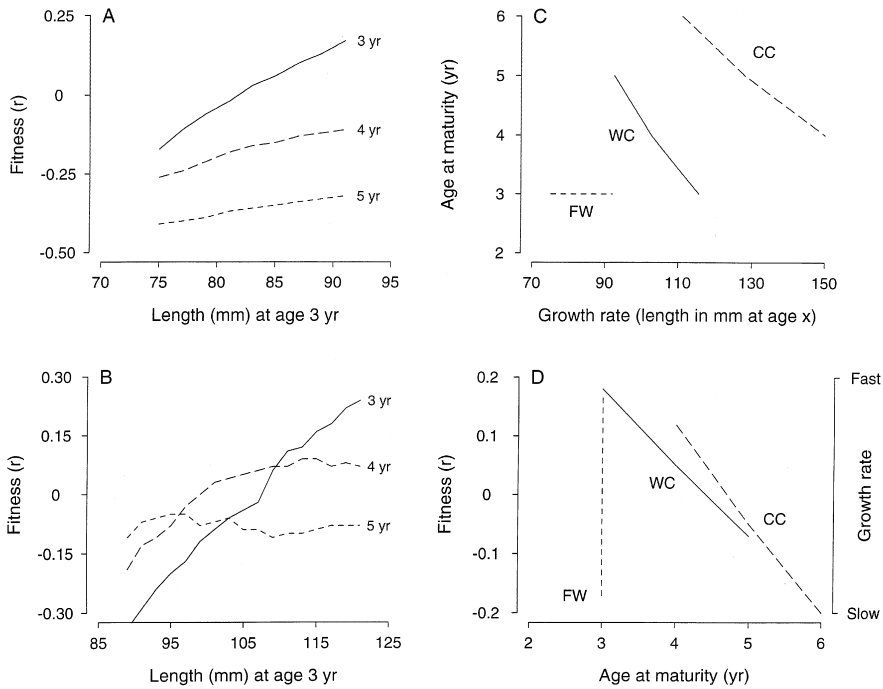 A
0.25
0
-0.25
-0.50
Fitness (r)
3 yr
4 yr
5 yr
70 75 80 85 90 95
Length (mm) at age 3 yr
C
6
5
4
3
2
Age at maturity (yr)
CC
WC
FW
70 90 110 130 150
Growth rate (length in mm at age x)
B
0.30
0.15
0
-0.15
-0.30
Fitness (r)
3 yr
4 yr
5 yr
85 95 105 115 125
Length (mm) at age 3 yr
D
0.2
0.1
0
-0.1
-0.2
Fitness (r)
WC
CC
FW
Fast
Growth rate
Slow
2 3 4 5 6
Age at maturity (yr)